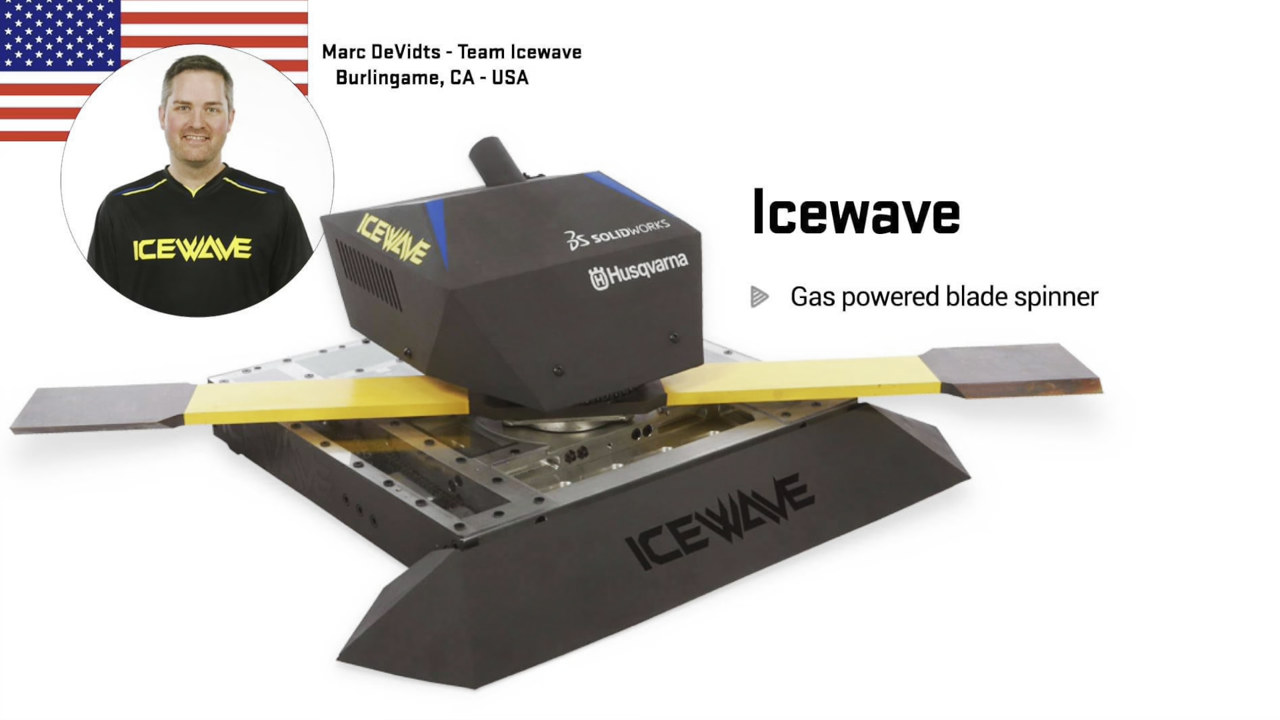 Marc DeVidts - Team Icewave
Burlingame, CA - USA
ICEWAVE
ICEWAVE
SOLIDWORKS
Husqvarna
Icewave
Gas powered blade spinner
ICEWAVE